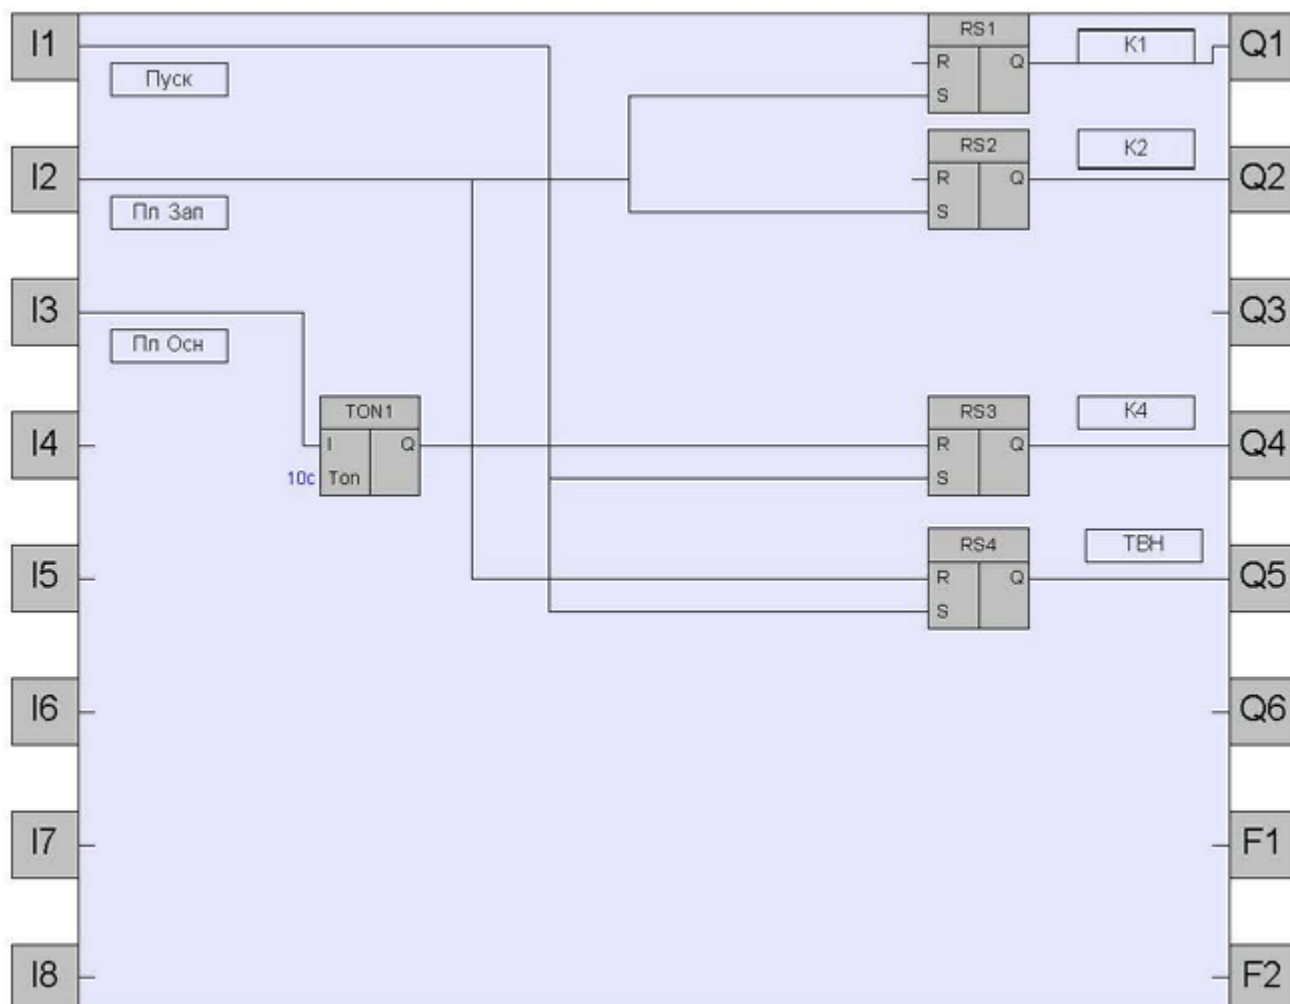 I1
Пуск
RS1
R
Q
S
K1
Q1
I2
Пл Зап
RS2
R
Q
S
K2
Q2
I3
Пл Осн
Q3
I4
TON1
I
Q
10с
Ton
RS3
R
Q
S
K4
Q4
I5
RS4
R
Q
S
ТВН
Q5
I6
Q6
I7
F1
I8
F2